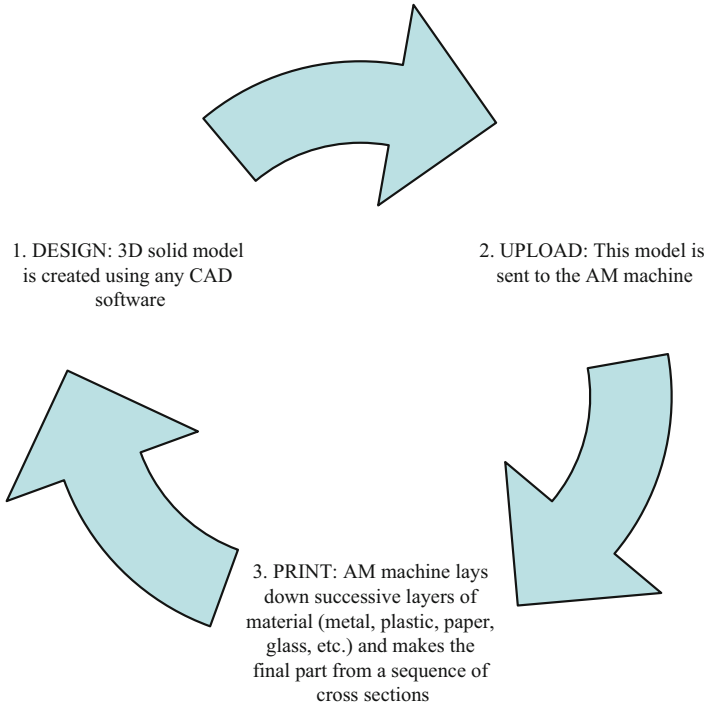 1. DESIGN: 3D solid model
is created using any CAD
software
2. UPLOAD: This model is
sent to the AM machine
3. PRINT: AM machine lays
down successive layers of
material (metal, plastic, paper,
glass, etc.) and makes the
final part from a sequence of
cross sections